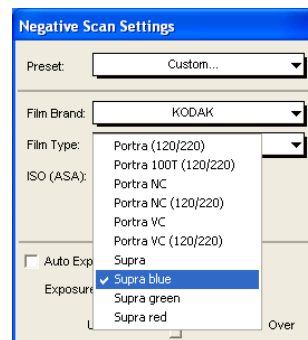 Negative Scan Settings
Preset: Custom...
Film Brand: KODAK
Film Type:
Portra (120/220)
Portra 100T (120/220)
ISO (ASA):
Portra NC
Portra NC (120/220)
Portra VC
Portra VC (120/220)
Auto Exp
Supra
✓ Supra blue
Exposure
Supra green
Supra red
U
Over